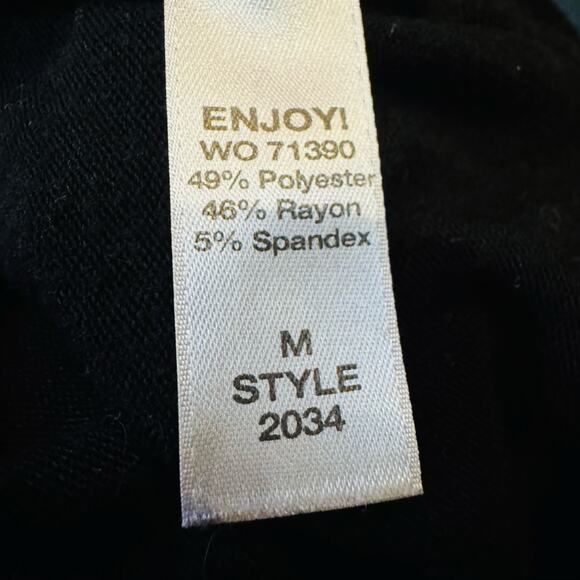 ENJOY!
WO 71390
49% Polyester
46% Rayon
5% Spandex
M
STYLE
2034